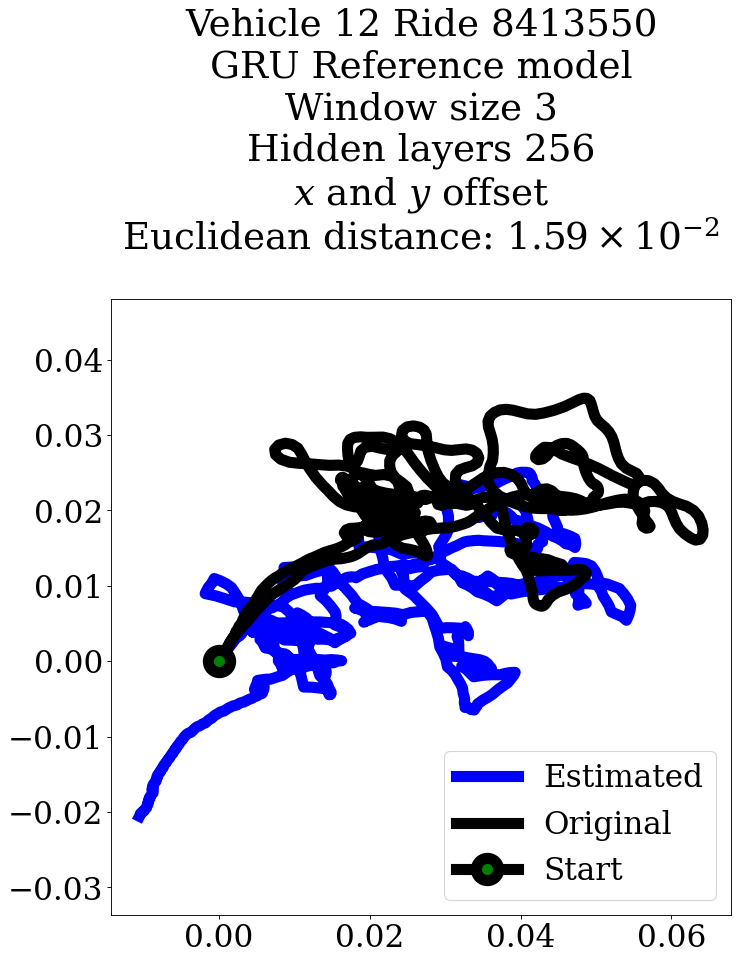 Vehicle 12 Ride 8413550
GRU Reference model
Window size 3
Hidden layers 256
x and y offset
Euclidean distance: 1.59 × 10⁻²
0.04
0.03
0.02
0.01
0.00
−0.01
−0.02
−0.03
Estimated
Original
Start
0.00 0.02 0.04 0.06